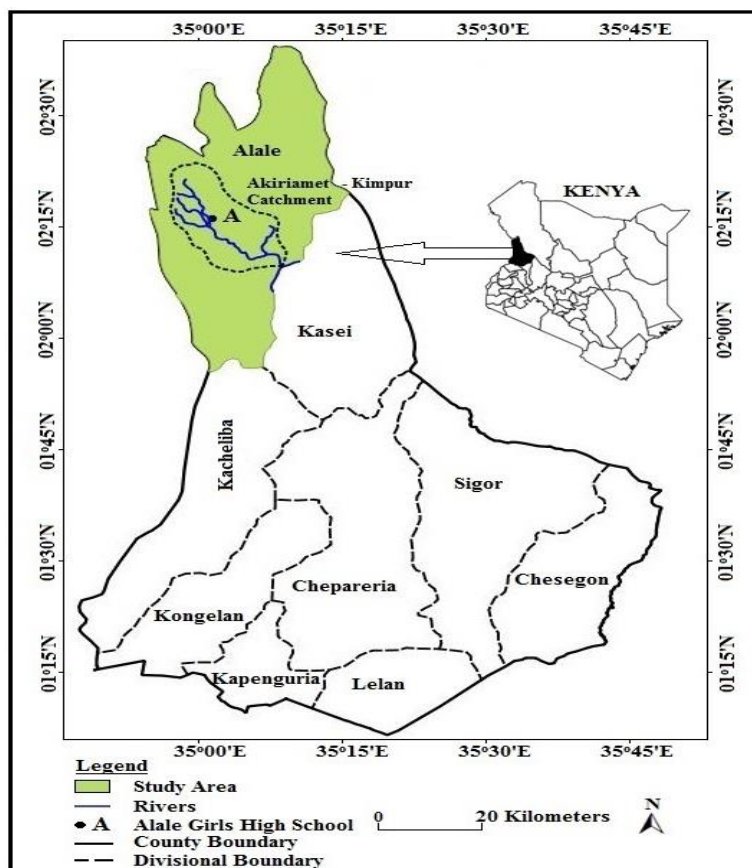 35°00'E 35°15'E 35°30'E 35°45'E
02°30'N 02°30'N
Alale
Akiriamet - Kimpur
Catchment
KENYA
02°15'N A 02°15'N
02°00'N Kasei 02°00'N
01°45'N Kacheliba 01°45'N
Sigor
01°30'N 01°30'N
Chepareria Chesegon
Kongelan
01°15'N Kapenguria Lelan 01°15'N
35°00'E 35°15'E 35°30'E 35°45'E
Legend
Study Area
Rivers
A Alale Girls High School
County Boundary
Divisional Boundary
0 20 Kilometers
N